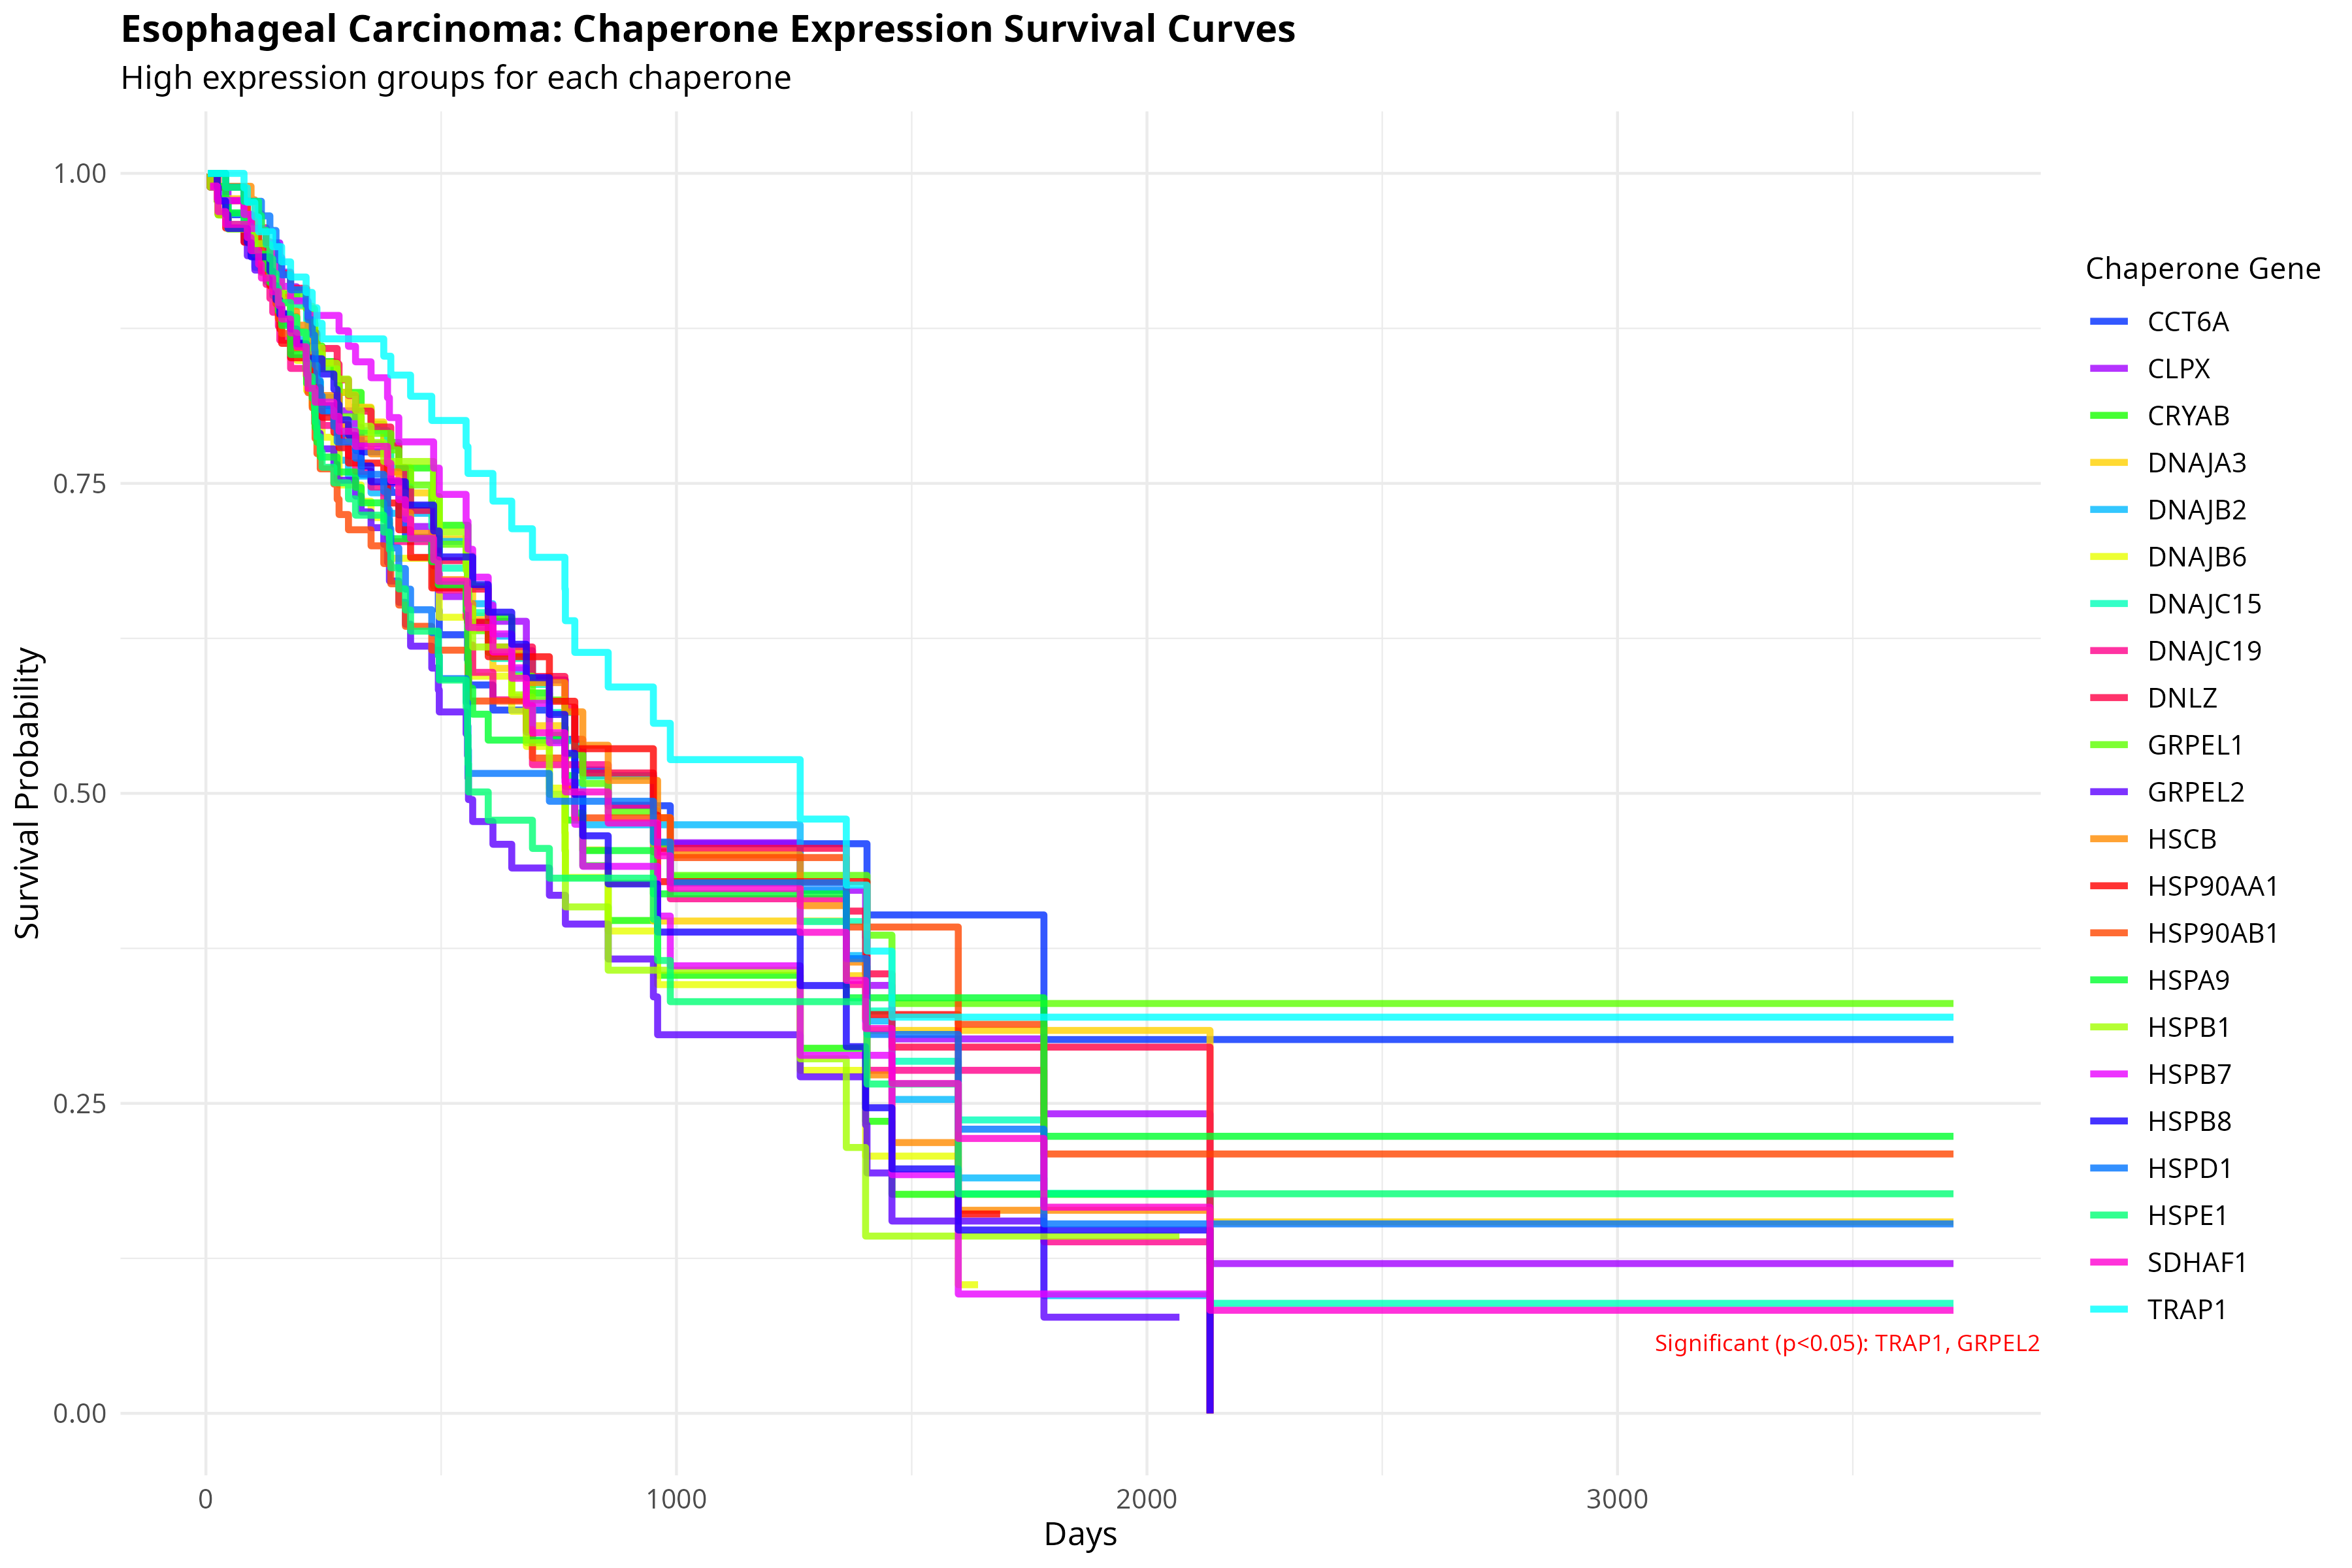 Esophageal Carcinoma: Chaperone Expression Survival Curves
High expression groups for each chaperone
Survival Probability
1.00
0.75
0.50
0.25
0.00
0
1000
2000
3000
Days
Chaperone Gene
CCT6A
CLPX
CRYAB
DNAJA3
DNAJB2
DNAJB6
DNAJC15
DNAJC19
DNLZ
GRPEL1
GRPEL2
HSCB
HSP90AA1
HSP90AB1
HSPA9
HSPB1
HSPB7
HSPB8
HSPD1
HSPE1
SDHAF1
TRAP1
Significant (p<0.05): TRAP1, GRPEL2